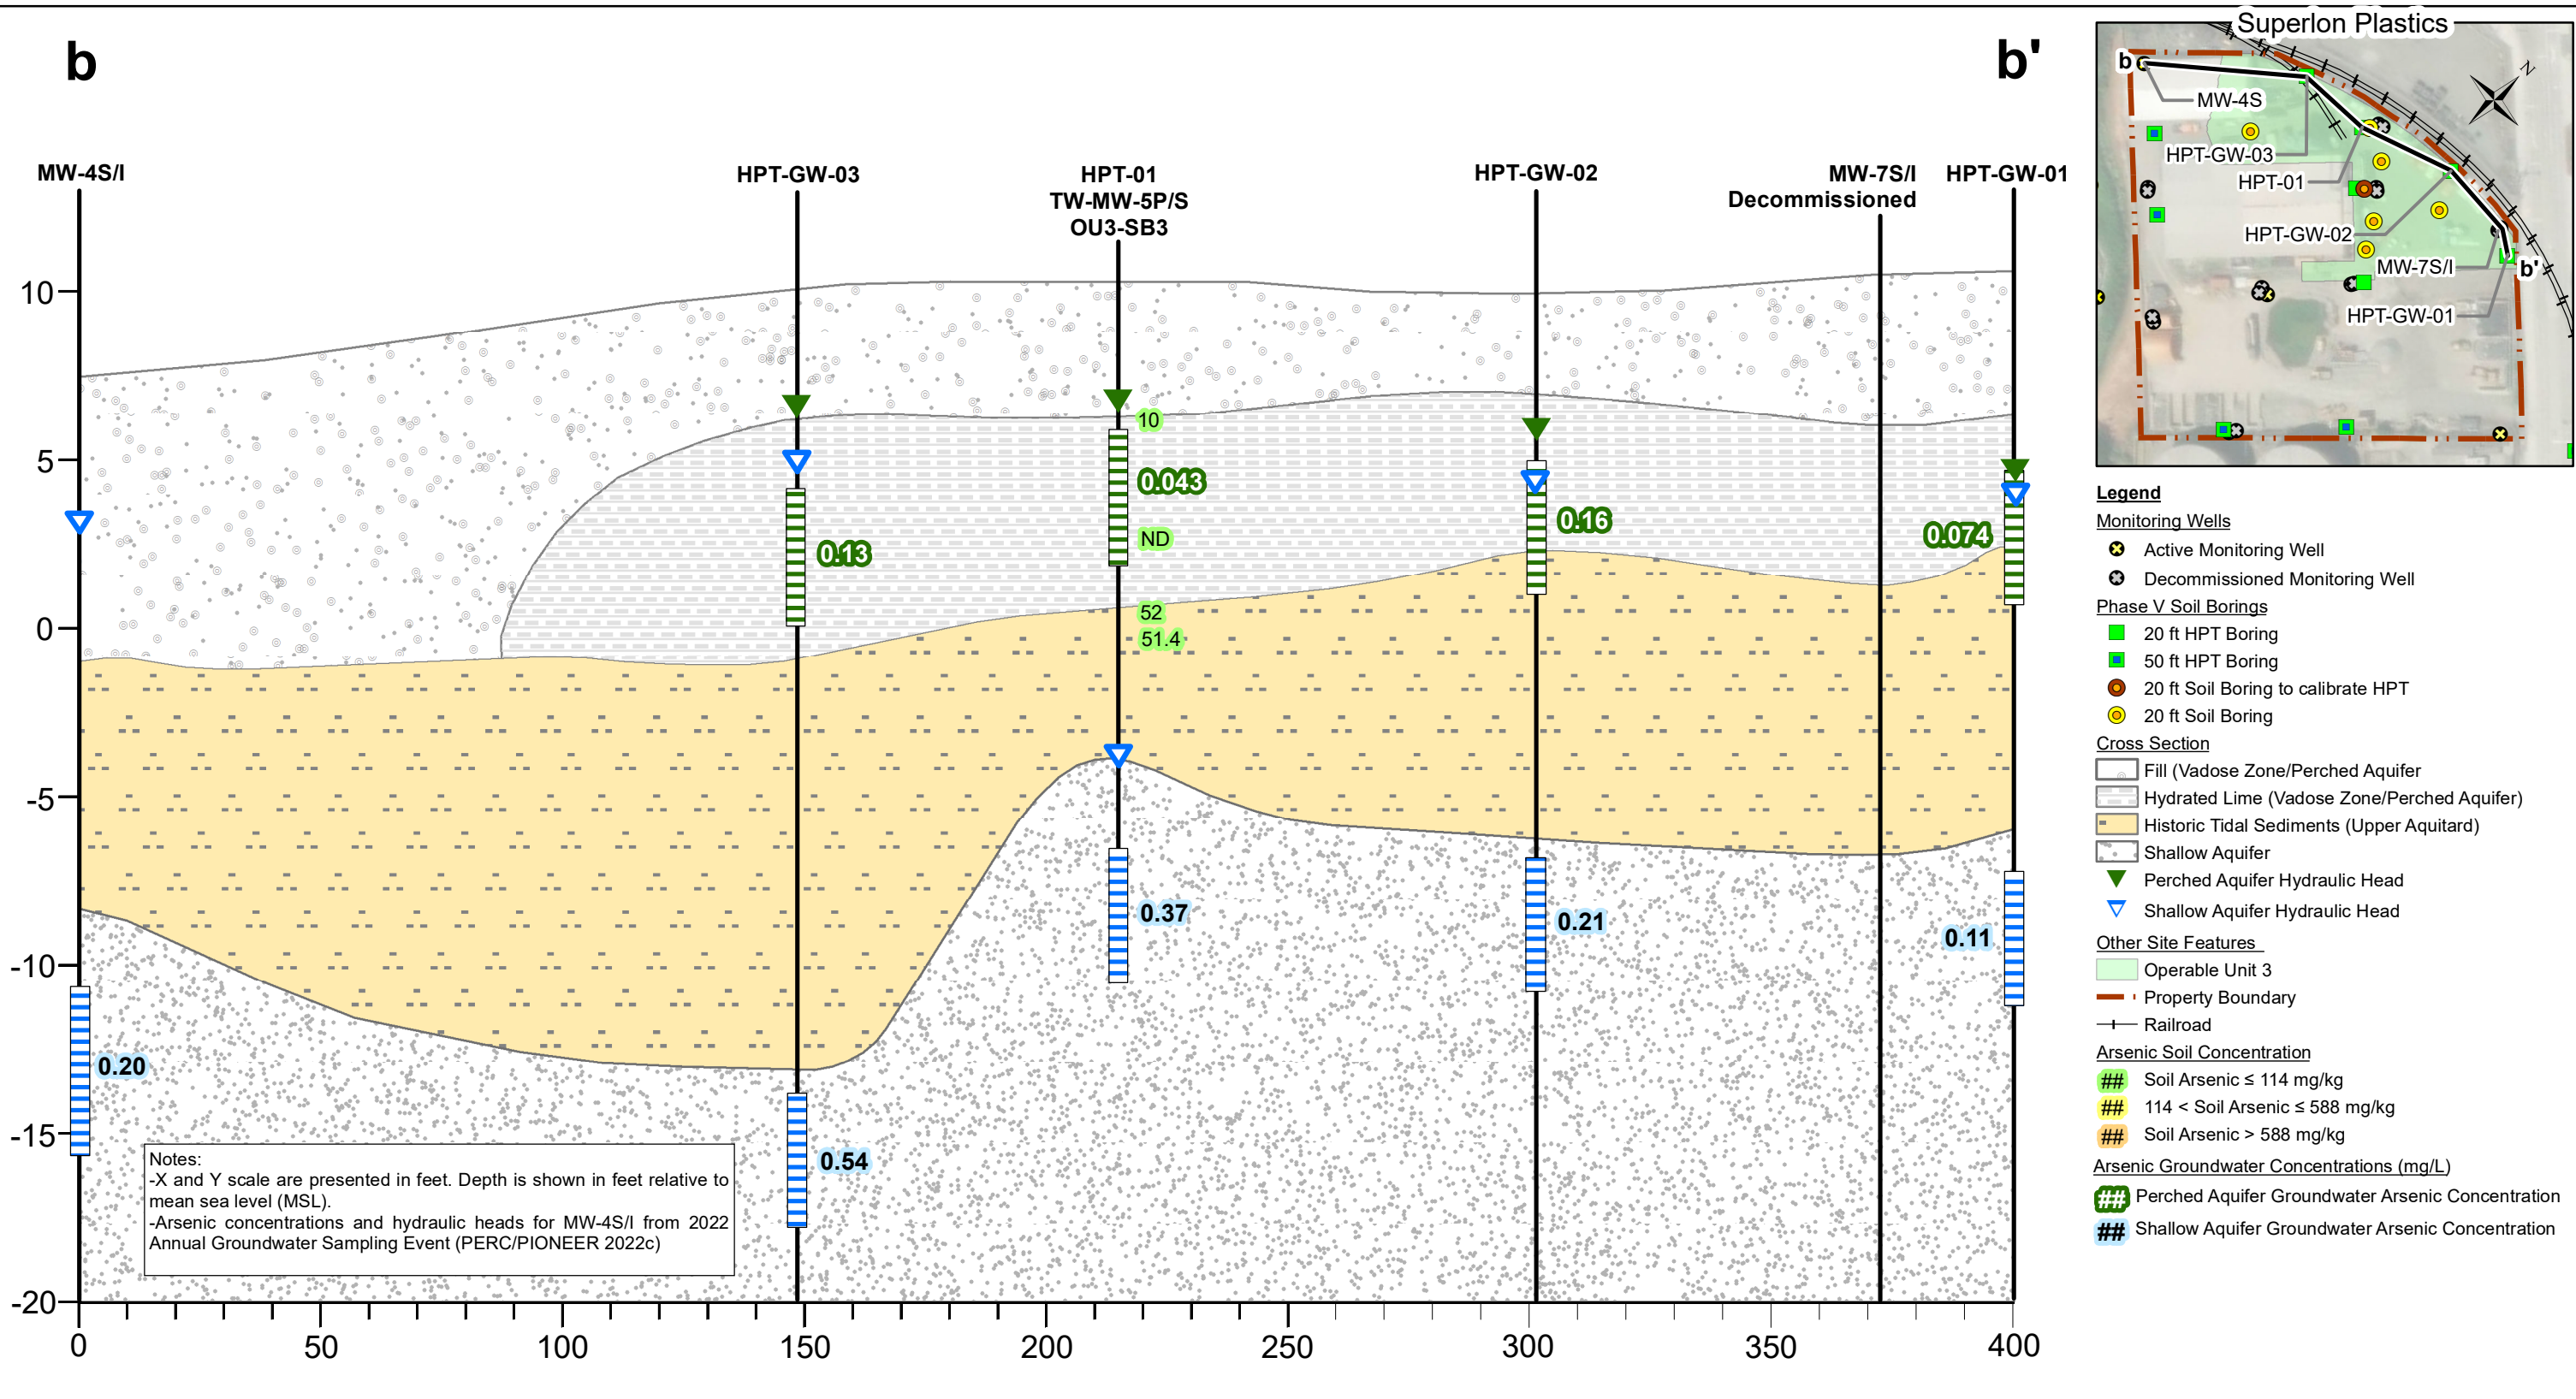 b
b'
MW-4S/I
HPT-GW-03
HPT-01
TW-MW-5P/S
OU3-SB3
HPT-GW-02
MW-7S/I
Decommissioned
HPT-GW-01
10
5
0
-5
-10
-15
-20
10
0.043
ND
0.13
0.16
0.074
52
51.4
0.37
0.21
0.11
0.20
0.54
Notes:
-X and Y scale are presented in feet. Depth is shown in feet relative to
mean sea level (MSL).
-Arsenic concentrations and hydraulic heads for MW-4S/I from 2022
Annual Groundwater Sampling Event (PERC/PIONEER 2022c)
0
50
100
150
200
250
300
350
400
Superlon Plastics
b
N
MW-4S
HPT-GW-03
HPT-01
HPT-GW-02
MW-7S/I
b'
HPT-GW-01
Legend
Monitoring Wells
Active Monitoring Well
Decommissioned Monitoring Well
Phase V Soil Borings
20 ft HPT Boring
50 ft HPT Boring
20 ft Soil Boring to calibrate HPT
20 ft Soil Boring
Cross Section
Fill (Vadose Zone/Perched Aquifer
Hydrated Lime (Vadose Zone/Perched Aquifer)
Historic Tidal Sediments (Upper Aquitard)
Shallow Aquifer
Perched Aquifer Hydraulic Head
Shallow Aquifer Hydraulic Head
Other Site Features
Operable Unit 3
Property Boundary
Railroad
Arsenic Soil Concentration
## Soil Arsenic ≤ 114 mg/kg
## 114 < Soil Arsenic ≤ 588 mg/kg
## Soil Arsenic > 588 mg/kg
Arsenic Groundwater Concentrations (mg/L)
## Perched Aquifer Groundwater Arsenic Concentration
## Shallow Aquifer Groundwater Arsenic Concentration